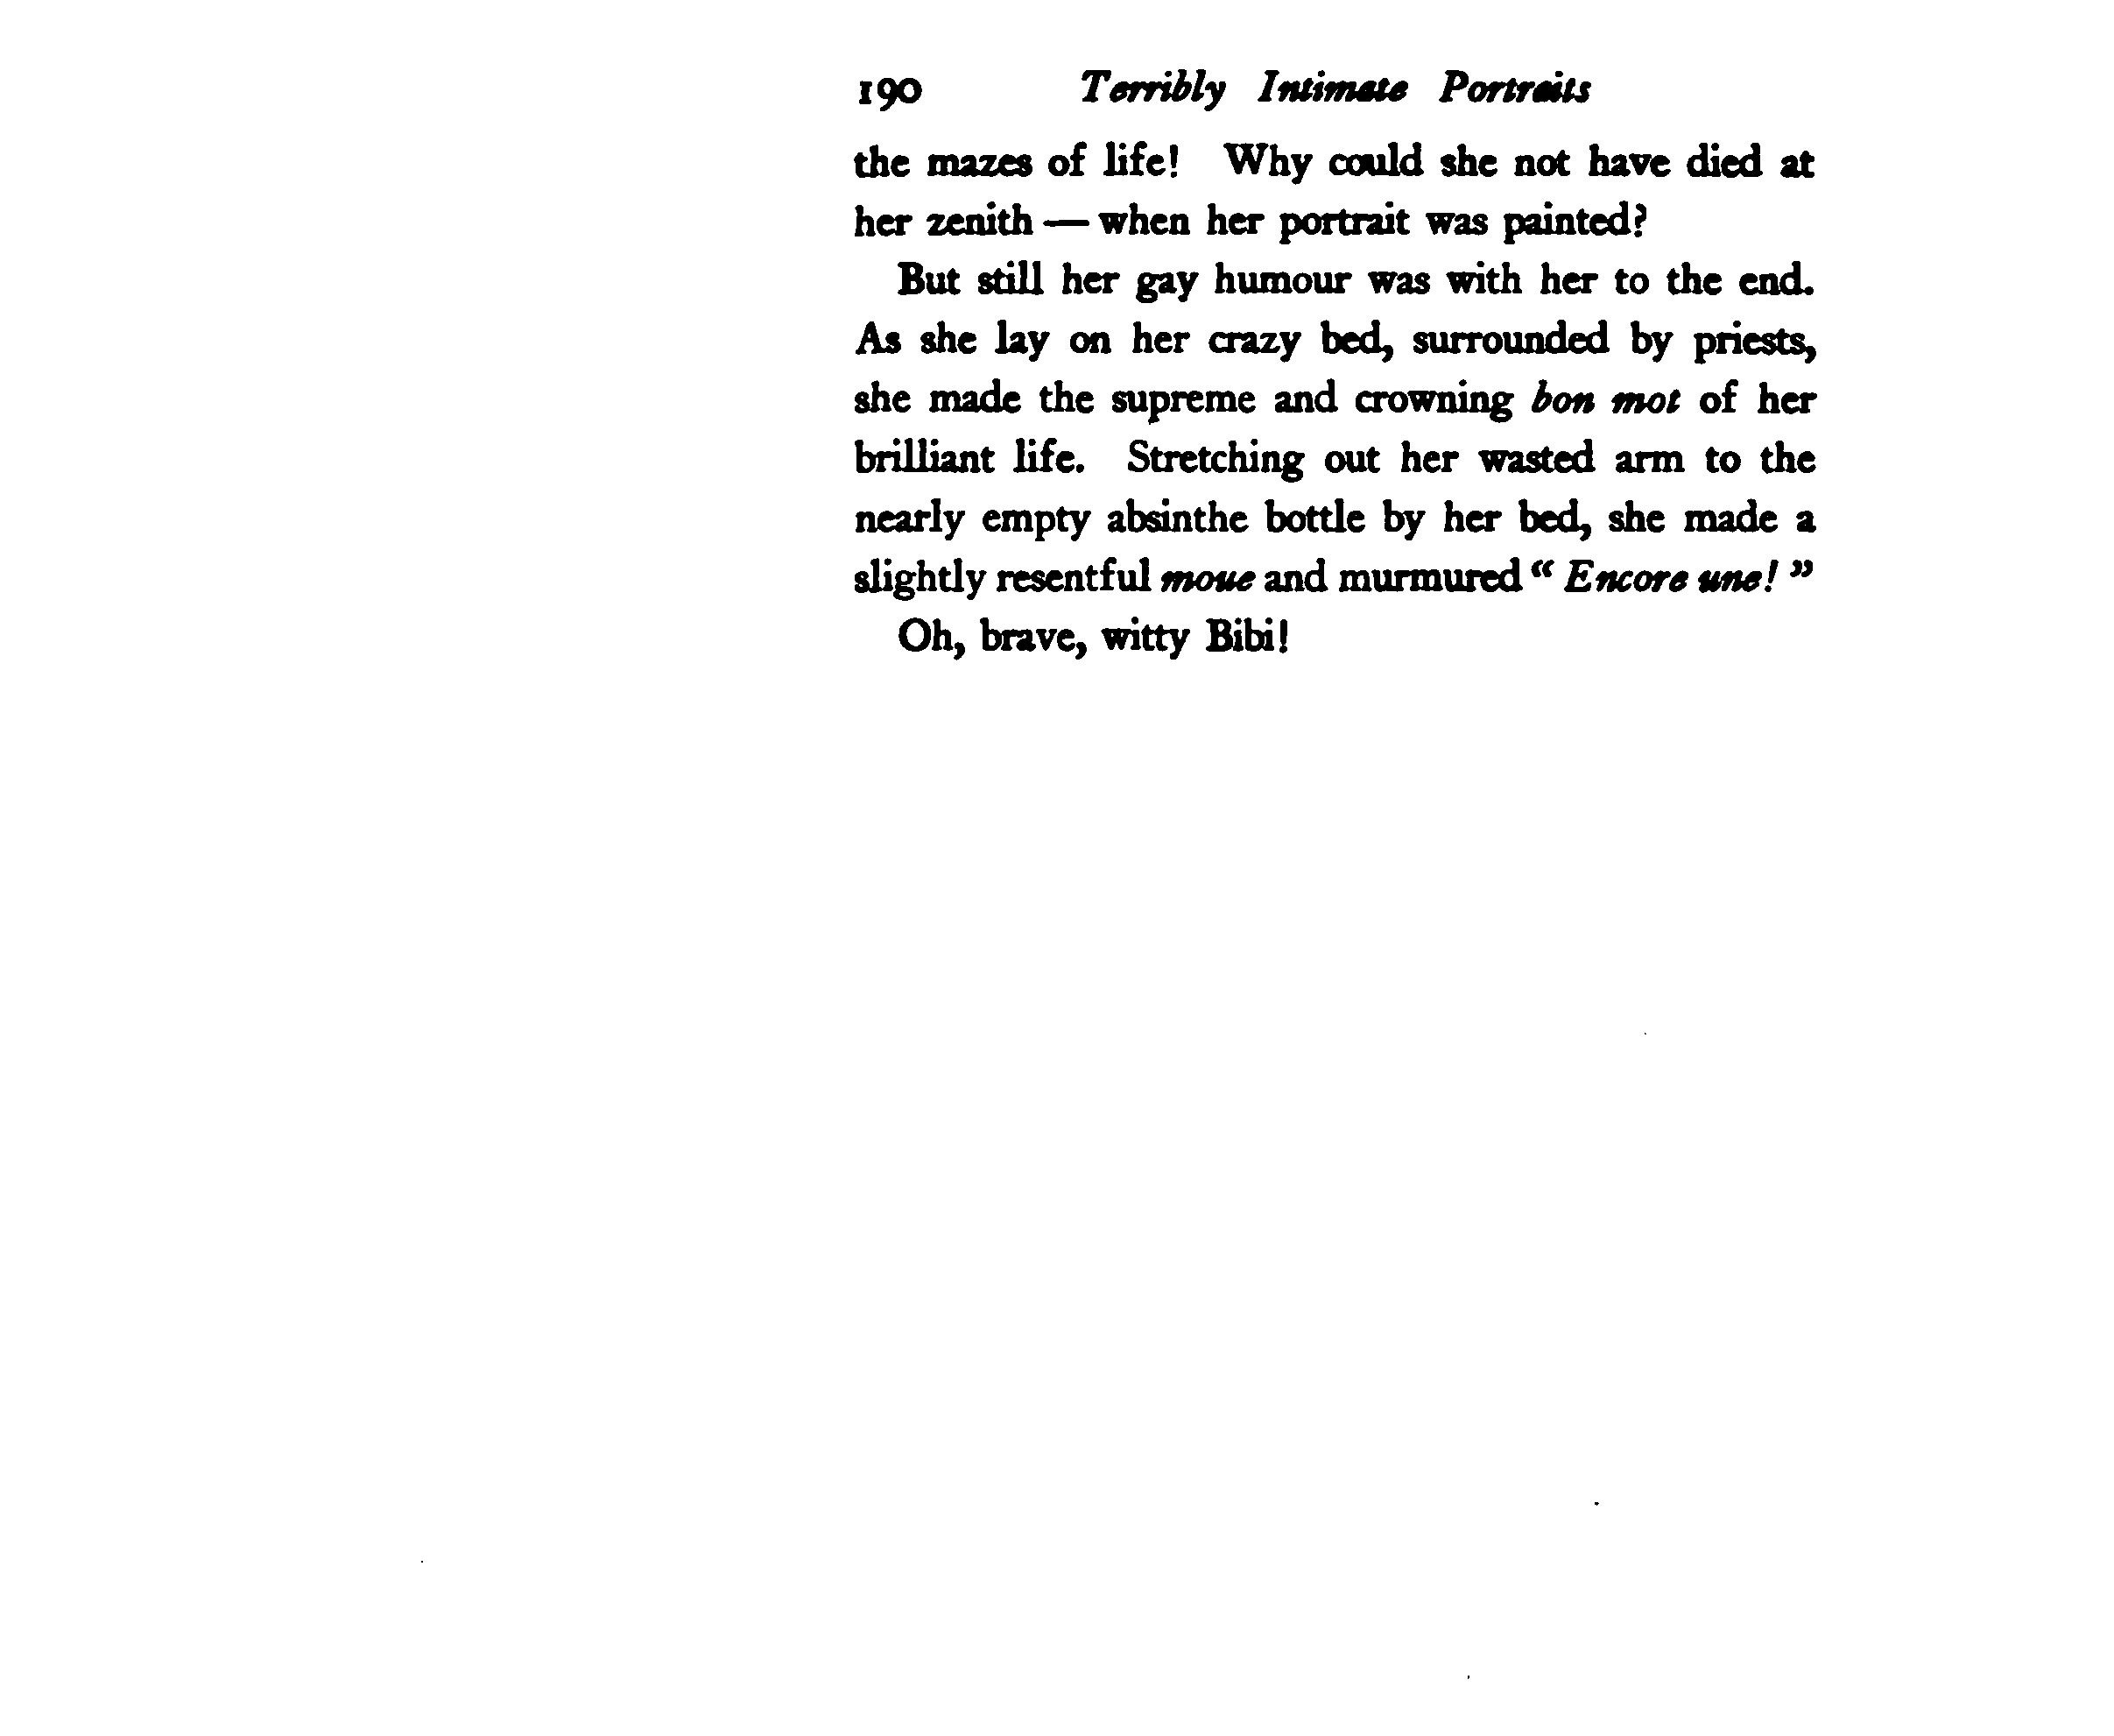 190 Terribly Intimate Portraits
the mazes of life! Why could she not have died at
her zenith — when her portrait was painted?
But still her gay humour was with her to the end.
As she lay on her crazy bed, surrounded by priests,
she made the supreme and crowning bon mot of her
brilliant life. Stretching out her wasted arm to the
nearly empty absinthe bottle by her bed, she made a
slightly resentful moue and murmured “ Encore une! ”
Oh, brave, witty Bibi!